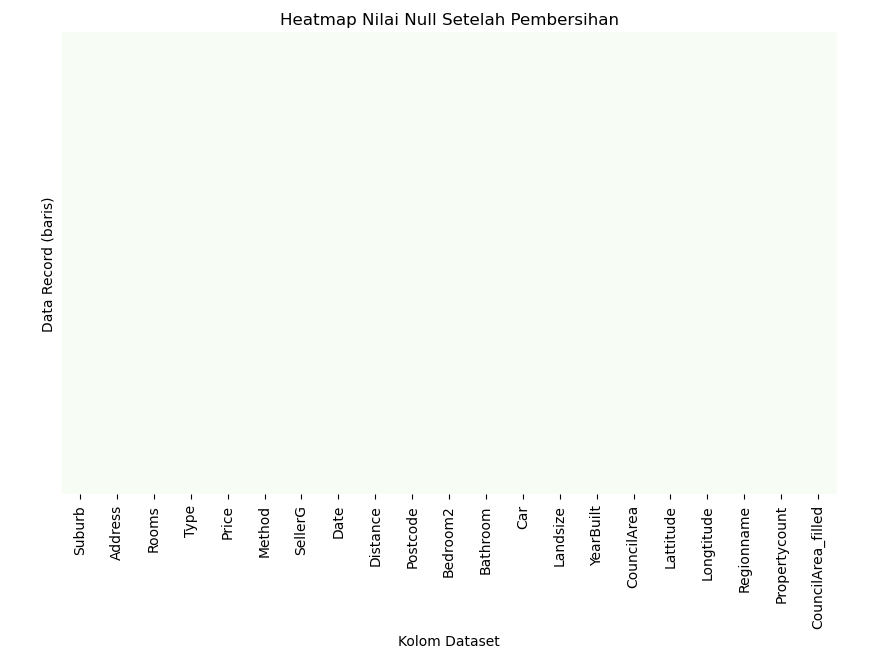 Heatmap Nilai Null Setelah Pembersihan
Data Record (baris)
Suburb
Address
Rooms
Type
Price
Method
SellerG
Date
Distance
Postcode
Bedroom2
Bathroom
Car
Landsize
YearBuilt
CouncilArea
Lattitude
Longtitude
Regionname
Propertycount
CouncilArea_filled
Kolom Dataset